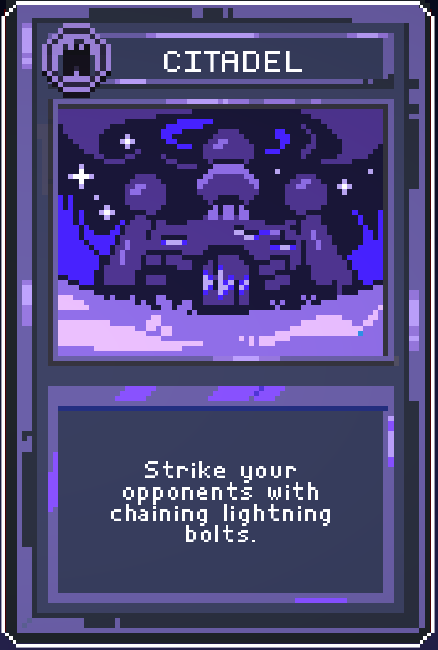 CITADEL
Strike your
opponents with
chaining lightning
bolts.